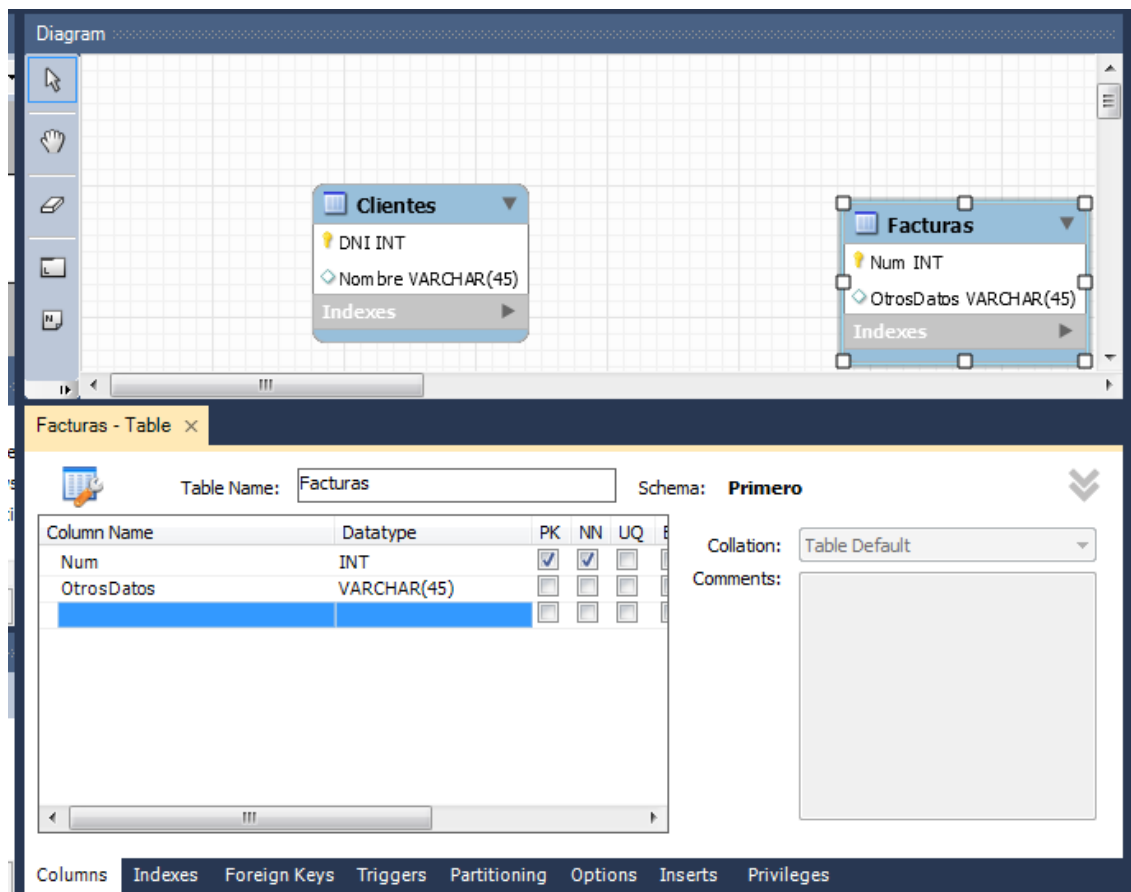 Diagram
Clientes
DNI INT
Nombre VARCHAR(45)
Indexes
Facturas
Num INT
OtrosDatos VARCHAR(45)
Indexes
Facturas - Table
Table Name: Facturas Schema: Primero
Column Name Datatype PK NN UQ
Num INT
OtrosDatos VARCHAR(45)
Collation: Table Default
Comments:
Columns Indexes Foreign Keys Triggers Partitioning Options Inserts Privileges